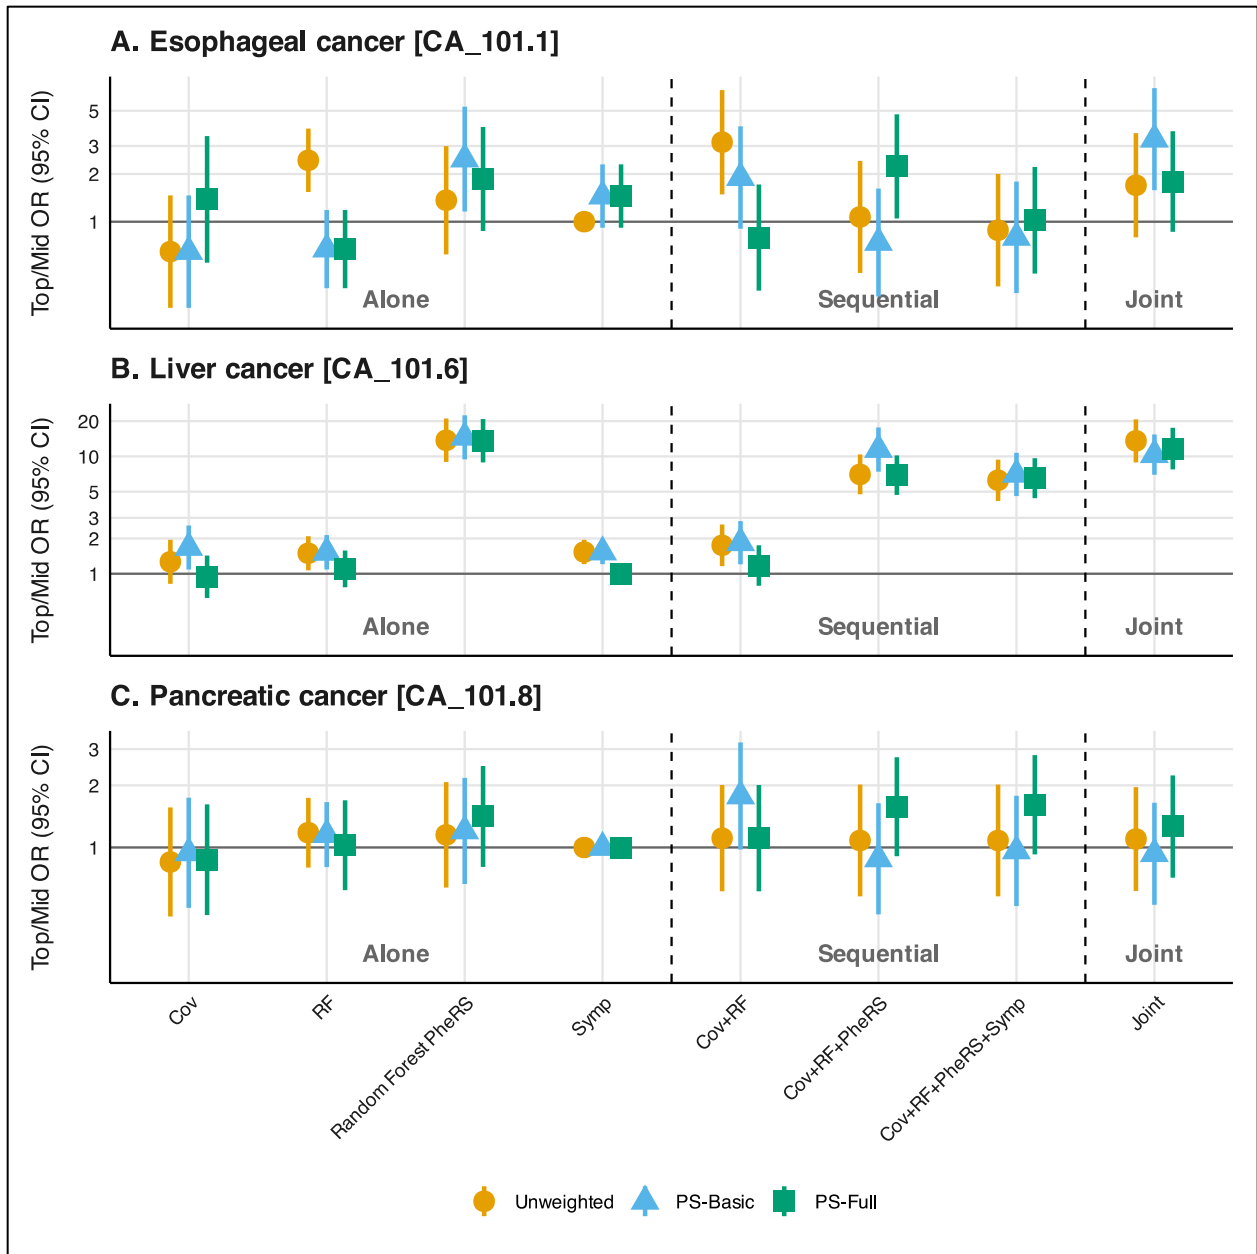 A. Esophageal cancer [CA_101.1]
Top/Mid OR (95% CI)
5
3
2
1
Alone
Sequential
Joint
B. Liver cancer [CA_101.6]
Top/Mid OR (95% CI)
20
10
5
3
2
1
Alone
Sequential
Joint
C. Pancreatic cancer [CA_101.8]
Top/Mid OR (95% CI)
3
2
1
Alone
Sequential
Joint
Cov
RF
Random Forest PheRS
Symp
Cov+RF
Cov+RF+PheRS
Cov+RF+PheRS+Symp
Joint
Unweighted
PS-Basic
PS-Full